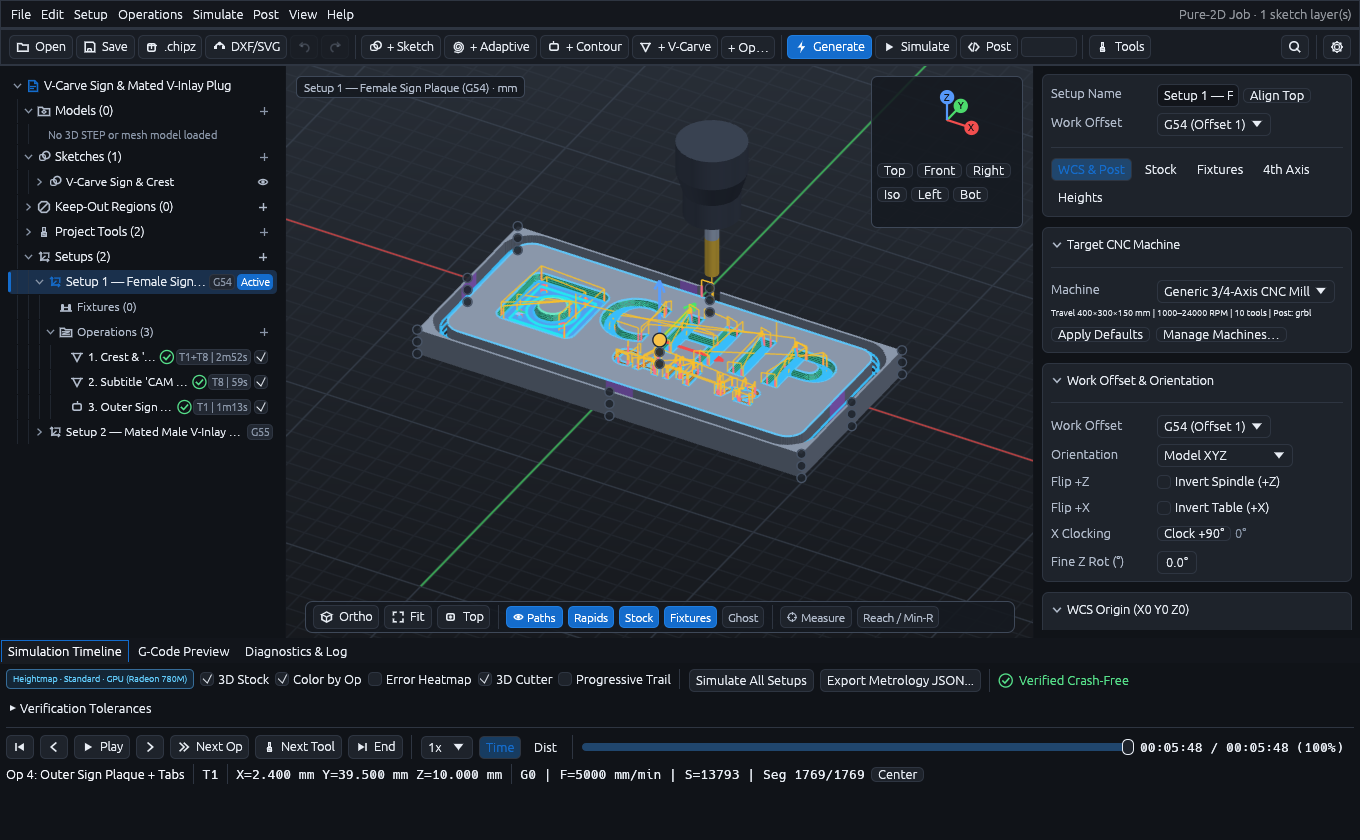 File Edit Setup Operations Simulate Post View Help
Pure-2D Job · 1 sketch layer(s)
Open Save .chipz DXF/SVG + Sketch + Adaptive + Contour + V-Carve + Op… Generate Simulate Post Tools
V-Carve Sign & Mated V-Inlay Plug
Models (0)
No 3D STEP or mesh model loaded
Sketches (1)
V-Carve Sign & Crest
Keep-Out Regions (0)
Project Tools (2)
Setups (2)
Setup 1 — Female Sign… G54 Active
Fixtures (0)
Operations (3)
1. Crest & '… T1+T8 | 2m52s
2. Subtitle 'CAM … T8 | 59s
3. Outer Sign … T1 | 1m13s
Setup 2 — Mated Male V-Inlay … G55
Setup 1 — Female Sign Plaque (G54) · mm
Z Y X
Top Front Right
Iso Left Bot
Ortho Fit Top Paths Rapids Stock Fixtures Ghost Measure Reach / Min-R
Setup Name Setup 1 — F Align Top
Work Offset G54 (Offset 1)
WCS & Post Stock Fixtures 4th Axis
Heights
Target CNC Machine
Machine Generic 3/4-Axis CNC Mill
Travel 400×300×150 mm | 1000–24000 RPM | 10 tools | Post: grbl
Apply Defaults Manage Machines…
Work Offset & Orientation
Work Offset G54 (Offset 1)
Orientation Model XYZ
Flip +Z Invert Spindle (+Z)
Flip +X Invert Table (+X)
X Clocking Clock +90° 0°
Fine Z Rot (°) 0.0°
WCS Origin (X0 Y0 Z0)
Simulation Timeline G-Code Preview Diagnostics & Log
Heightmap · Standard · GPU (Radeon 780M) 3D Stock Color by Op Error Heatmap 3D Cutter Progressive Trail Simulate All Setups Export Metrology JSON… Verified Crash-Free
Verification Tolerances
Play Next Op Next Tool End 1x Time Dist 00:05:48 / 00:05:48 (100%)
Op 4: Outer Sign Plaque + Tabs T1 X=2.400 mm Y=39.500 mm Z=10.000 mm G0 | F=5000 mm/min | S=13793 | Seg 1769/1769 Center